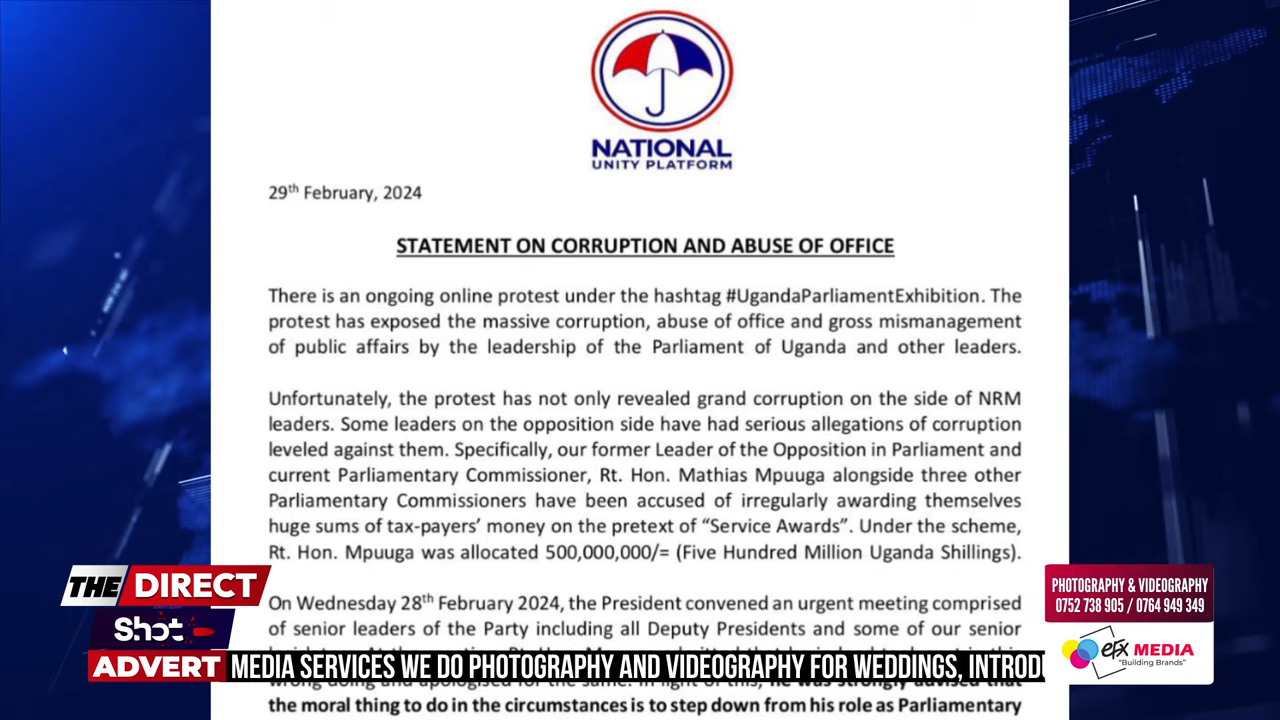 NATIONAL
UNITY PLATFORM
29th February, 2024
STATEMENT ON CORRUPTION AND ABUSE OF OFFICE
There is an ongoing online protest under the hashtag #UgandaParliamentExhibition. The
protest has exposed the massive corruption, abuse of office and gross mismanagement
of public affairs by the leadership of the Parliament of Uganda and other leaders.
Unfortunately, the protest has not only revealed grand corruption on the side of NRM
leaders. Some leaders on the opposition side have had serious allegations of corruption
leveled against them. Specifically, our former Leader of the Opposition in Parliament and
current Parliamentary Commissioner, Rt. Hon. Mathias Mpuuga alongside three other
Parliamentary Commissioners have been accused of irregularly awarding themselves
huge sums of tax-payers’ money on the pretext of “Service Awards”. Under the scheme,
Rt. Hon. Mpuuga was allocated 500,000,000/= (Five Hundred Million Uganda Shillings).
On Wednesday 28th February 2024, the President convened an urgent meeting comprised
of senior leaders of the Party including all Deputy Presidents and some of our senior
the moral thing to do in the circumstances is to step down from his role as Parliamentary
THE DIRECT
Shot
ADVERT
MEDIA SERVICES WE DO PHOTOGRAPHY AND VIDEOGRAPHY FOR WEDDINGS,
PHOTOGRAPHY & VIDEOGRAPHY
0752 738 905 / 0764 949 349
efx MEDIA
"Building Brands"